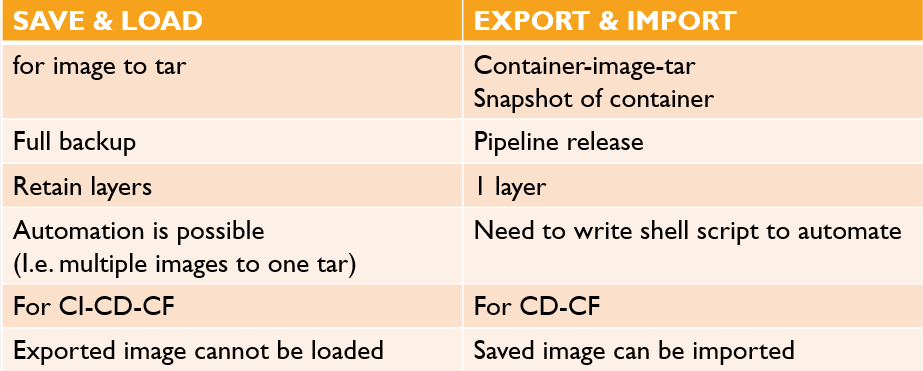 SAVE & LOAD
EXPORT & IMPORT
for image to tar
Container-image-tar
Snapshot of container
Full backup
Pipeline release
Retain layers
1 layer
Automation is possible
(I.e. multiple images to one tar)
Need to write shell script to automate
For CI-CD-CF
For CD-CF
Exported image cannot be loaded
Saved image can be imported